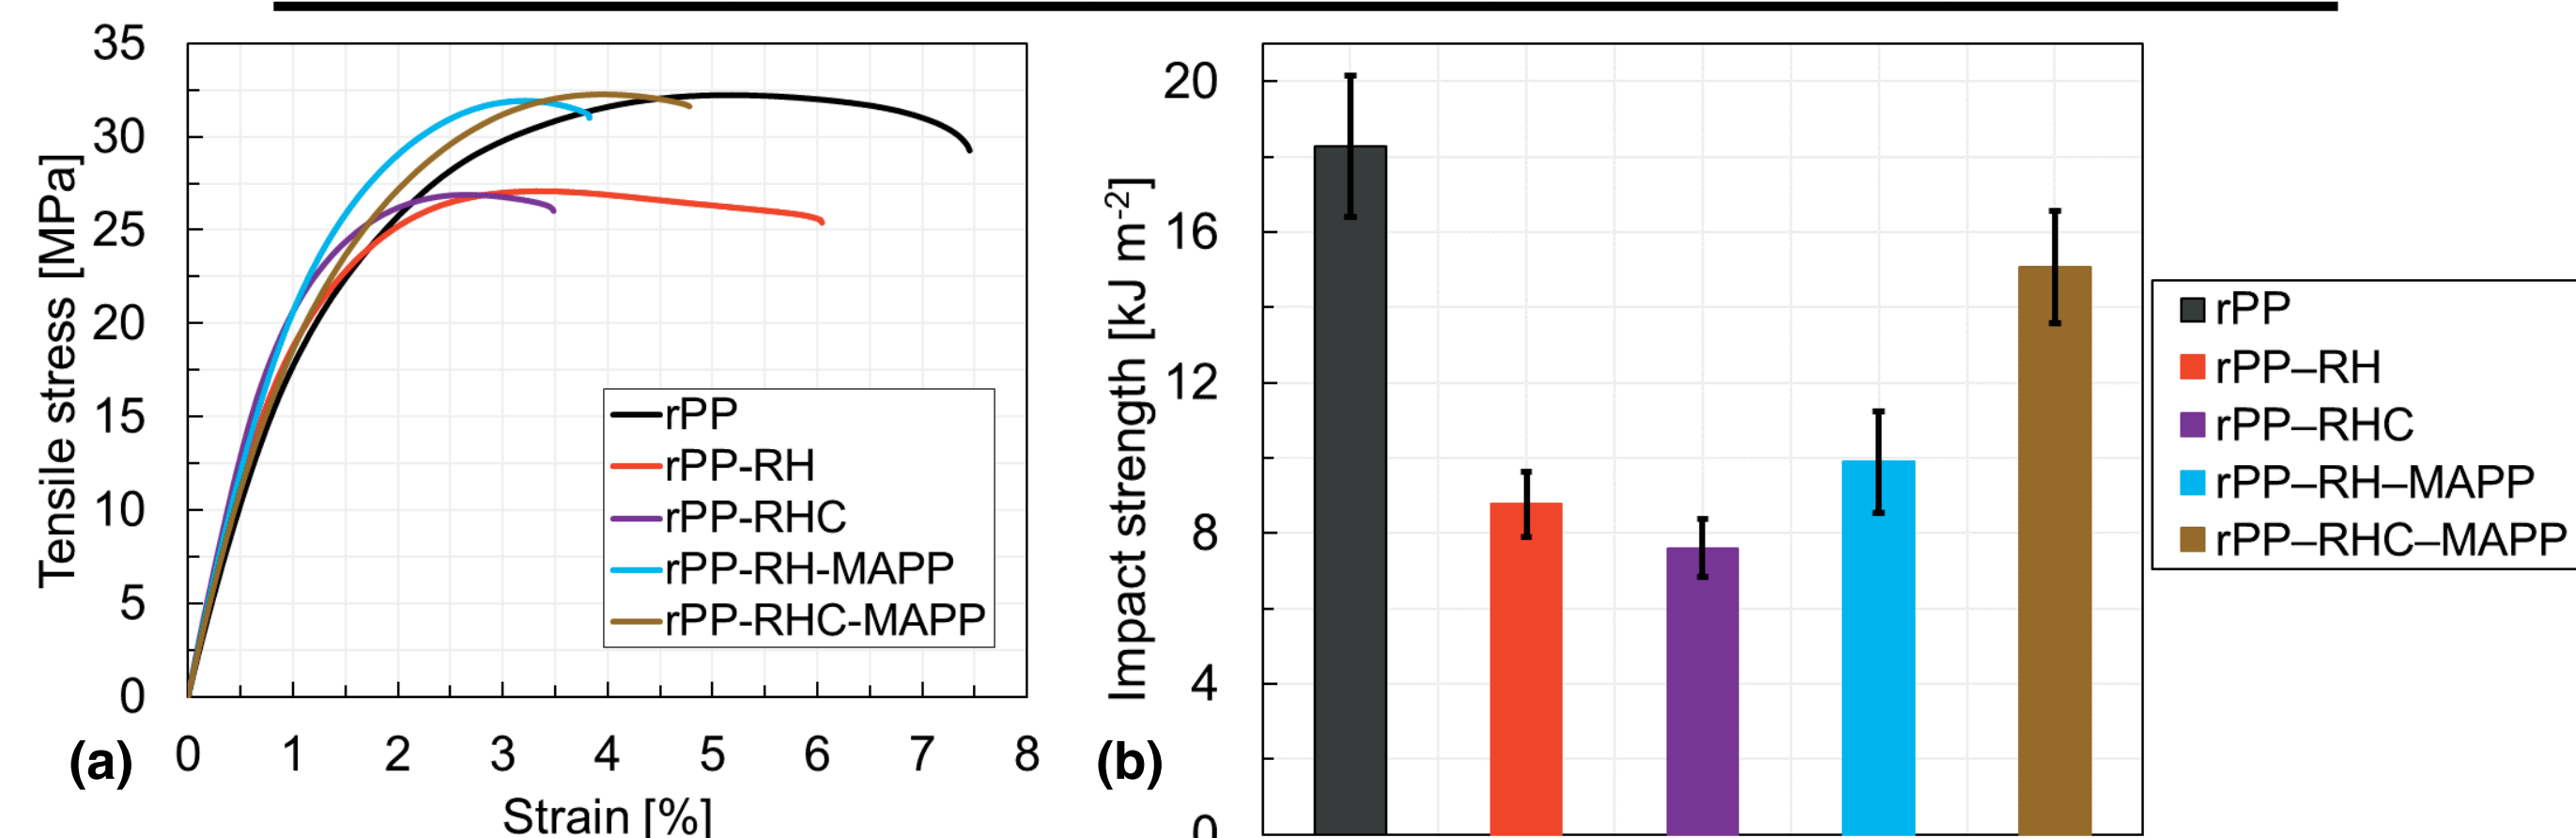 35
30
25
20
15
10
5
0
Tensile stress [MPa]
rPP
rPP-RH
rPP-RHC
rPP-RH-MAPP
rPP-RHC-MAPP
0 1 2 3 4 5 6 7 8
Strain [%]
(a)
20
16
12
8
4
0
Impact strength [kJ m-2]
(b)
rPP
rPP–RH
rPP–RHC
rPP–RH–MAPP
rPP–RHC–MAPP